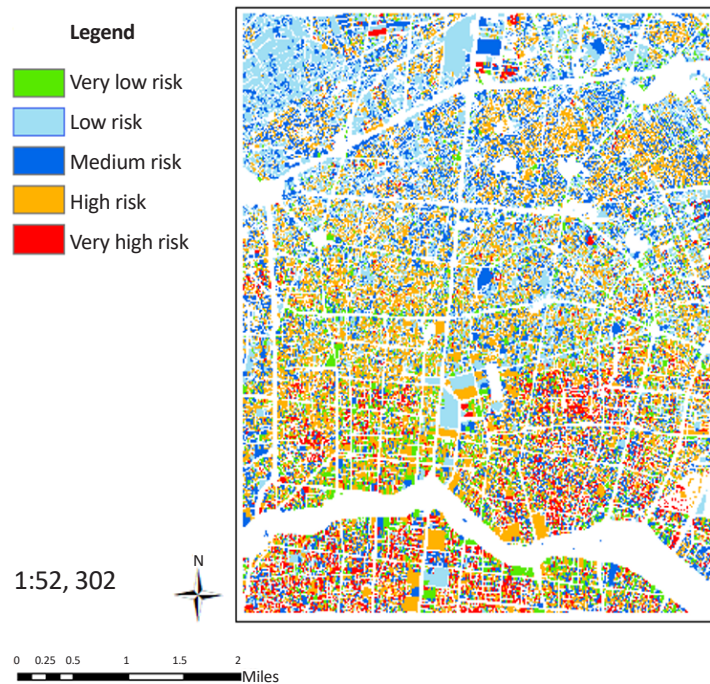 Legend
Very low risk
Low risk
Medium risk
High risk
Very high risk
1:52, 302
N
0 0.25 0.5 1 1.5 2
Miles